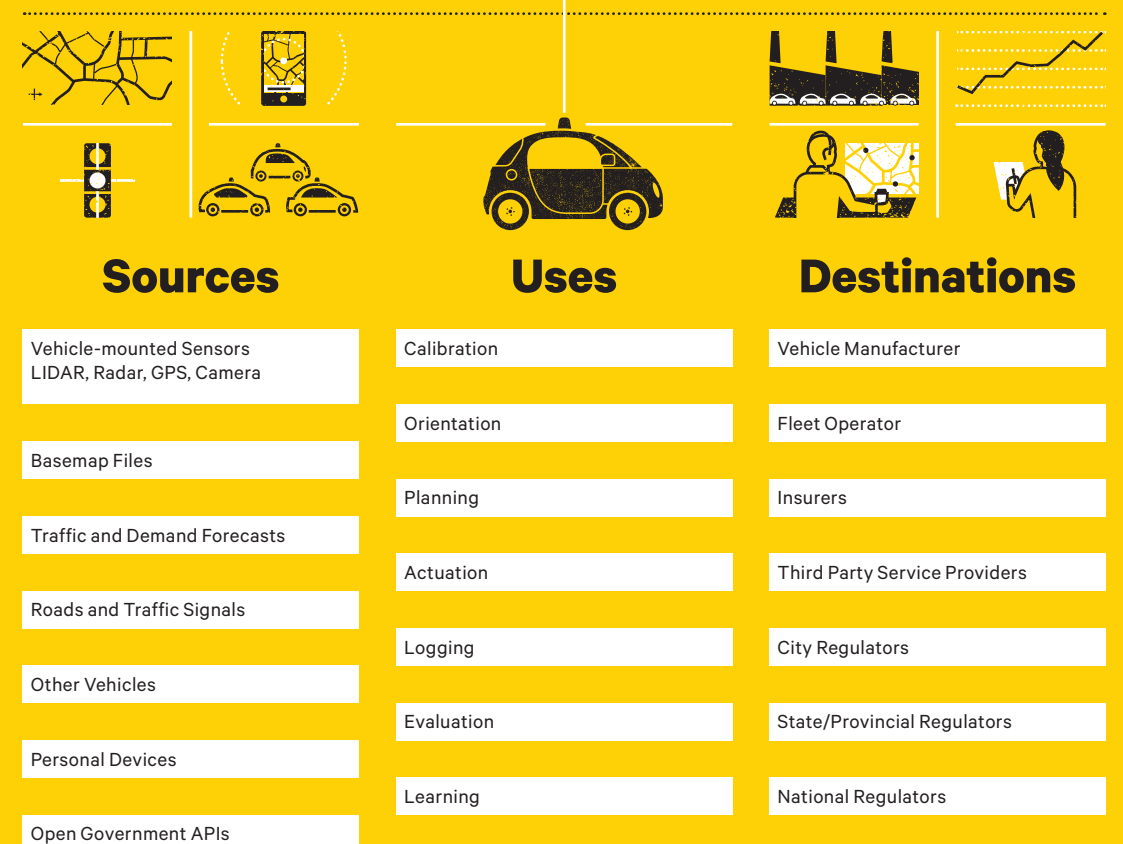 Sources
Vehicle-mounted Sensors
LIDAR, Radar, GPS, Camera
Basemap Files
Traffic and Demand Forecasts
Roads and Traffic Signals
Other Vehicles
Personal Devices
Open Government APIs
Uses
Calibration
Orientation
Planning
Actuation
Logging
Evaluation
Learning
Destinations
Vehicle Manufacturer
Fleet Operator
Insurers
Third Party Service Providers
City Regulators
State/Provincial Regulators
National Regulators